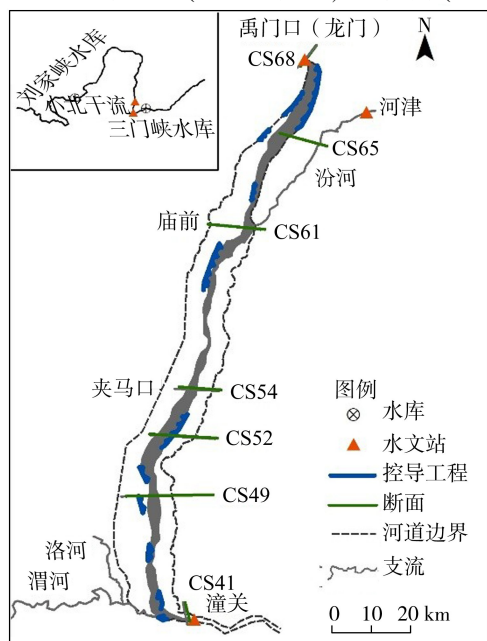 禹门口（龙门）
CS68
N
刘家峡水库
小北干流
三门峡水库
河津
CS65
汾河
庙前
CS61
夹马口
CS54
CS52
CS49
洛河
渭河
CS41
潼关
图例
水库
水文站
控导工程
断面
河道边界
支流
0 10 20 km